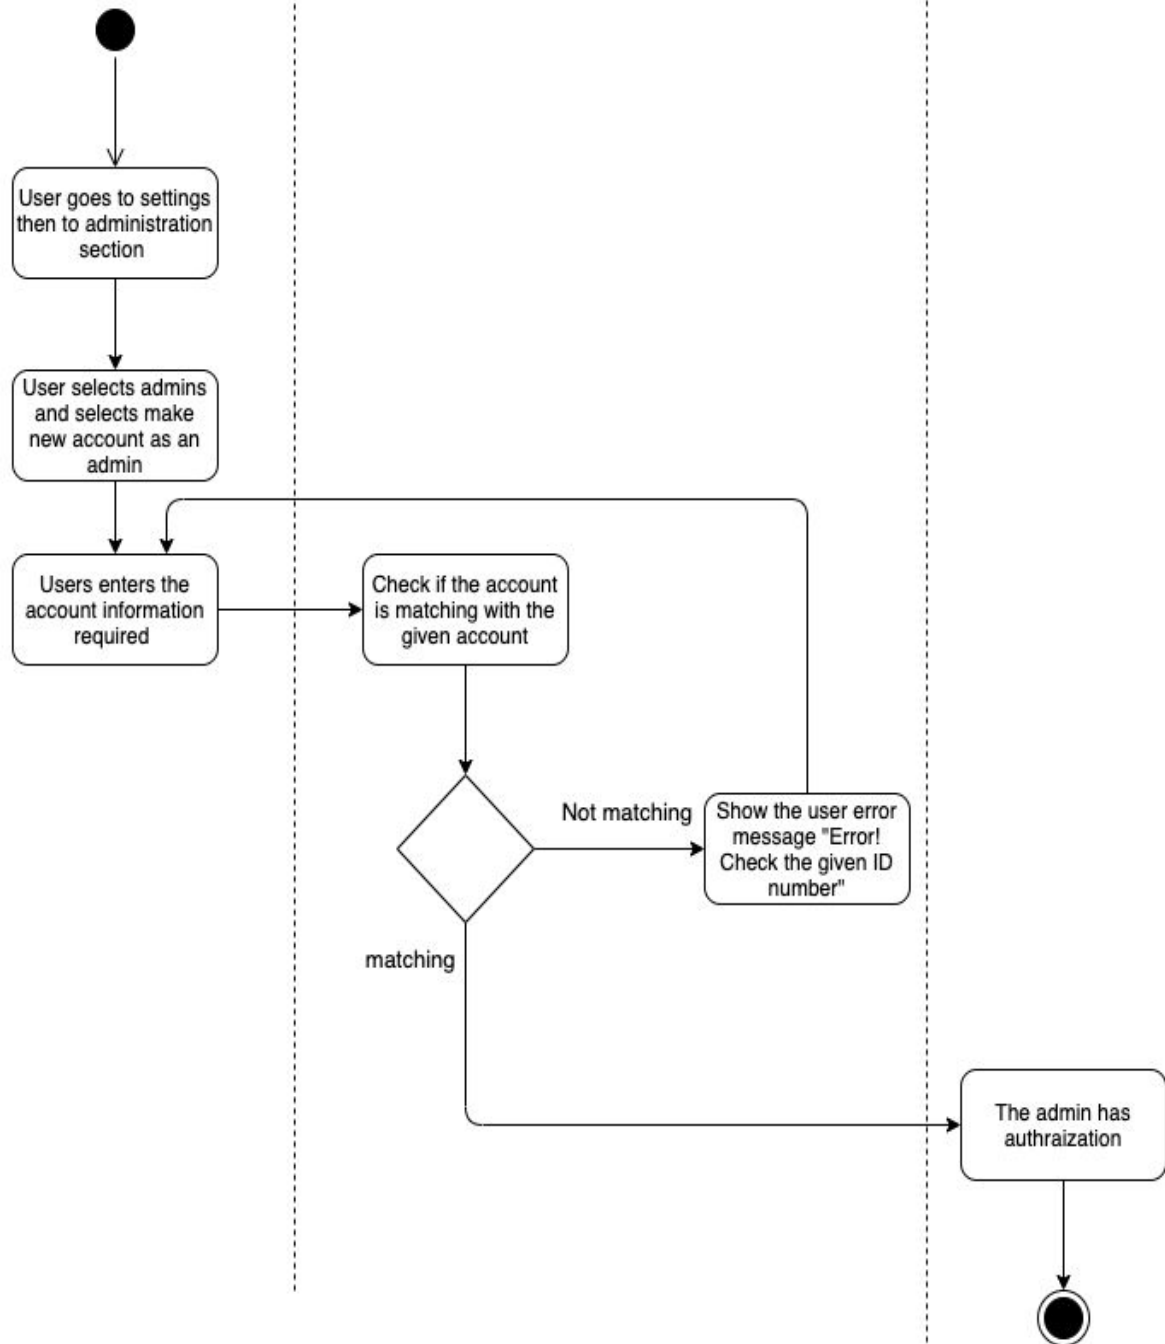 User goes to settings
then to administration
section
User selects admins
and selects make
new account as an
admin
Users enters the
account information
required
Check if the account
is matching with the
given account
Not matching
Show the user error
message "Error!
Check the given ID
number"
matching
The admin has
authraization